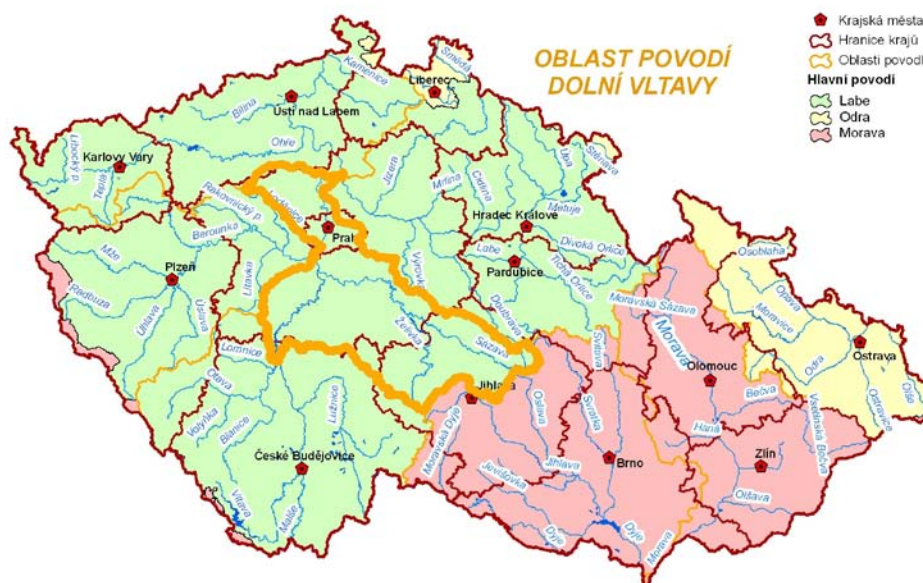 OBLAST POVODÍ
DOLNÍ VLTAVY
Krajská města
Hranice krajů
Oblasti povodí
Hlavní povodí
Labe
Odra
Morava
Smědá
Kamenice
Liberec
Ústí nad Labem
Bílina
Ohře
Libocký p.
Karlovy Vary
Teplá
Rakovnický p.
Jizera
Mrlina
Cidlina
Úpa
Stěnava
Metuje
Hradec Králové
Berounka
Praha
Labe
Pardubice
Divoká Orlice
Tichá Orlice
Mže
Plzeň
Litavka
Výrovka
Doubrava
Radbuza
Úhlava
Úslava
Želivka
Sázava
Svitava
Moravská Sázava
Morava
Osoblaha
Opava
Moravice
Odra
Ostrava
Olše
Ostravice
Olomouc
Bečva
Vsetínská Bečva
Haná
Lomnice
Otava
Volyňka
Blanice
Lužnice
Jihlava
Oslava
Svratka
Moravská Dyje
České Budějovice
Jevišovka
Jihlava
Brno
Zlín
Olšava
Vltava
Malše
Dyje
Dyje
Morava